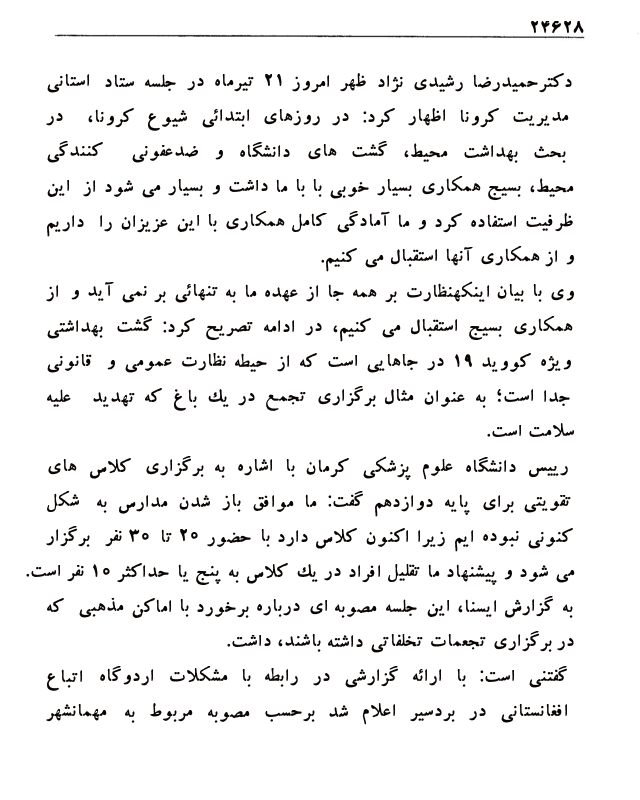 ۲۴۶۲۸
دکترحمیدرضا رشیدی نژاد ظهر امروز ۲۱ تیرماه در جلسه ستاد استانی
مدیریت کرونا اظهار کرد: در روزهای ابتدائی شیوع کرونا، در
بحث بهداشت محیط، گشت های دانشگاه و ضدعفونی کنندگی
محیط، بسیج همکاری بسیار خوبی با با ما داشت و بسیار می شود از این
ظرفیت استفاده کرد و ما آمادگی کامل همکاری با این عزیزان را داریم
و از همکاری آنها استقبال می کنیم.
وی با بیان اینکهنظارت بر همه جا از عهده ما به تنهائی بر نمی آید و از
همکاری بسیج استقبال می کنیم، در ادامه تصریح کرد: گشت بهداشتی
ویژه کووید ۱۹ در جاهایی است که از حیطه نظارت عمومی و قانونی
جدا است؛ به عنوان مثال برگزاری تجمع در یك باغ که تهدید علیه
سلامت است.
رییس دانشگاه علوم پزشکی کرمان با اشاره به برگزاری کلاس های
تقویتی برای پایه دوازدهم گفت: ما موافق باز شدن مدارس به شکل
کنونی نبوده ایم زیرا اکنون کلاس دارد با حضور ۲۵ تا ۳۰ نفر برگزار
می شود و پیشنهاد ما تقلیل افراد در یك کلاس به پنج یا حداکثر ۱۰ نفر است.
به گزارش ایسنا، این جلسه مصوبه ای درباره برخورد با اماکن مذهبی که
در برگزاری تجعمات تخلفاتی داشته باشند، داشت.
گفتنی است: با ارائه گزارشی در رابطه با مشکلات اردوگاه اتباع
افغانستانی در بردسیر اعلام شد برحسب مصوبه مربوط به مهمانشهر